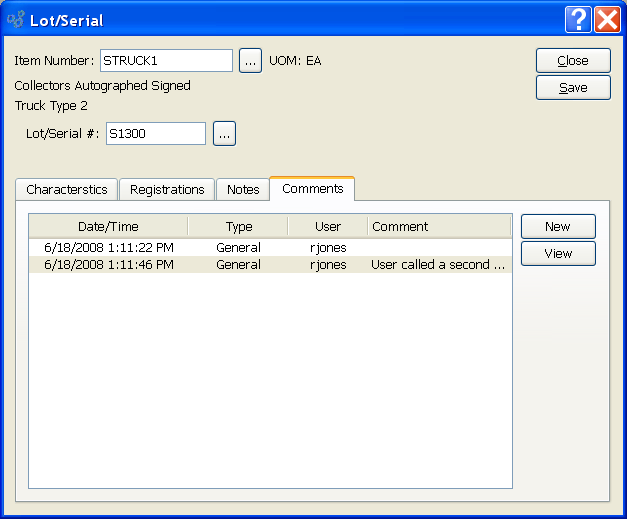 Lot/Serial
Item Number: STRUCK1 ... UOM: EA
Close
Collectors Autographed Signed
Save
Truck Type 2
Lot/Serial #: S1300 ...
Characterstics Registrations Notes Comments
Date/Time Type User Comment
New
6/18/2008 1:11:22 PM General rjones
6/18/2008 1:11:46 PM General rjones User called a second ...
View